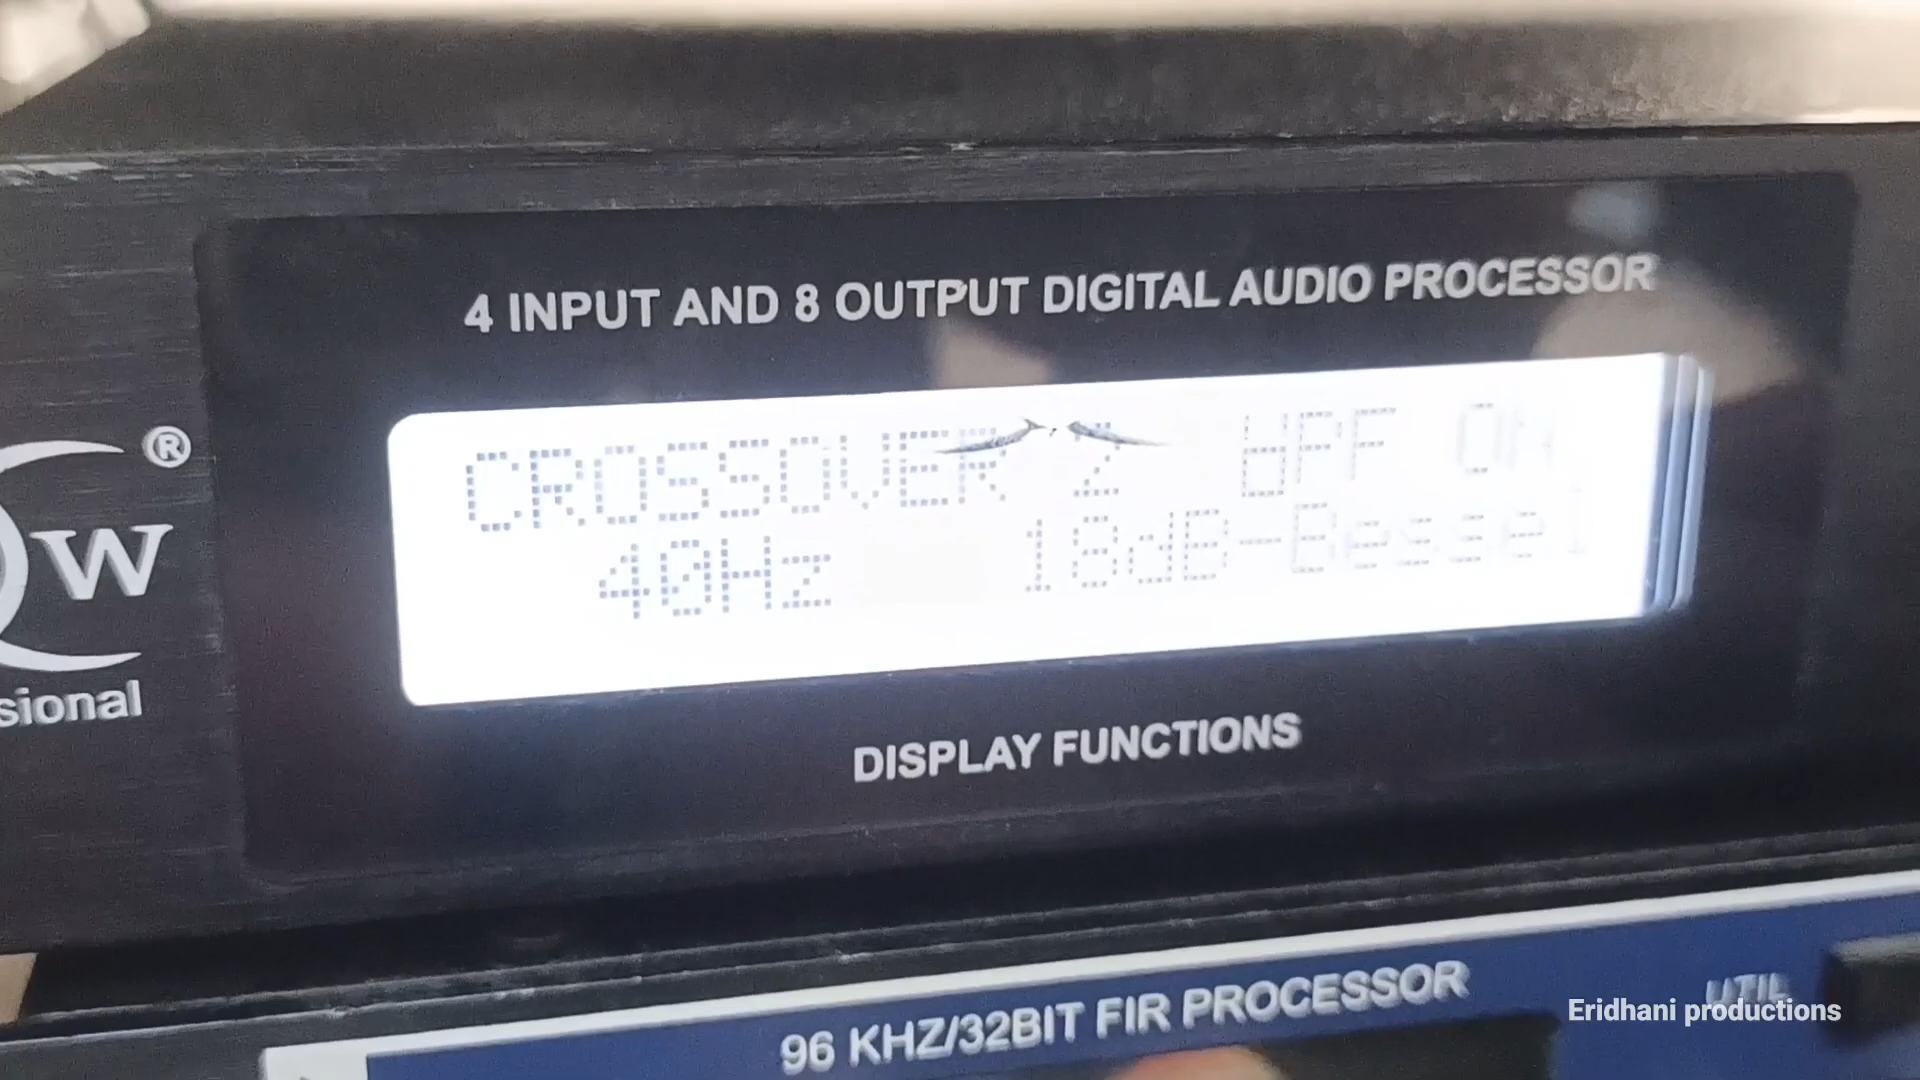 4 INPUT AND 8 OUTPUT DIGITAL AUDIO PROCESSOR
CROSSOVER 2 HPF ON
40Hz 18dB-Bessel
®
w
sional
DISPLAY FUNCTIONS
96 KHZ/32BIT FIR PROCESSOR
UTIL
Eridhani productions